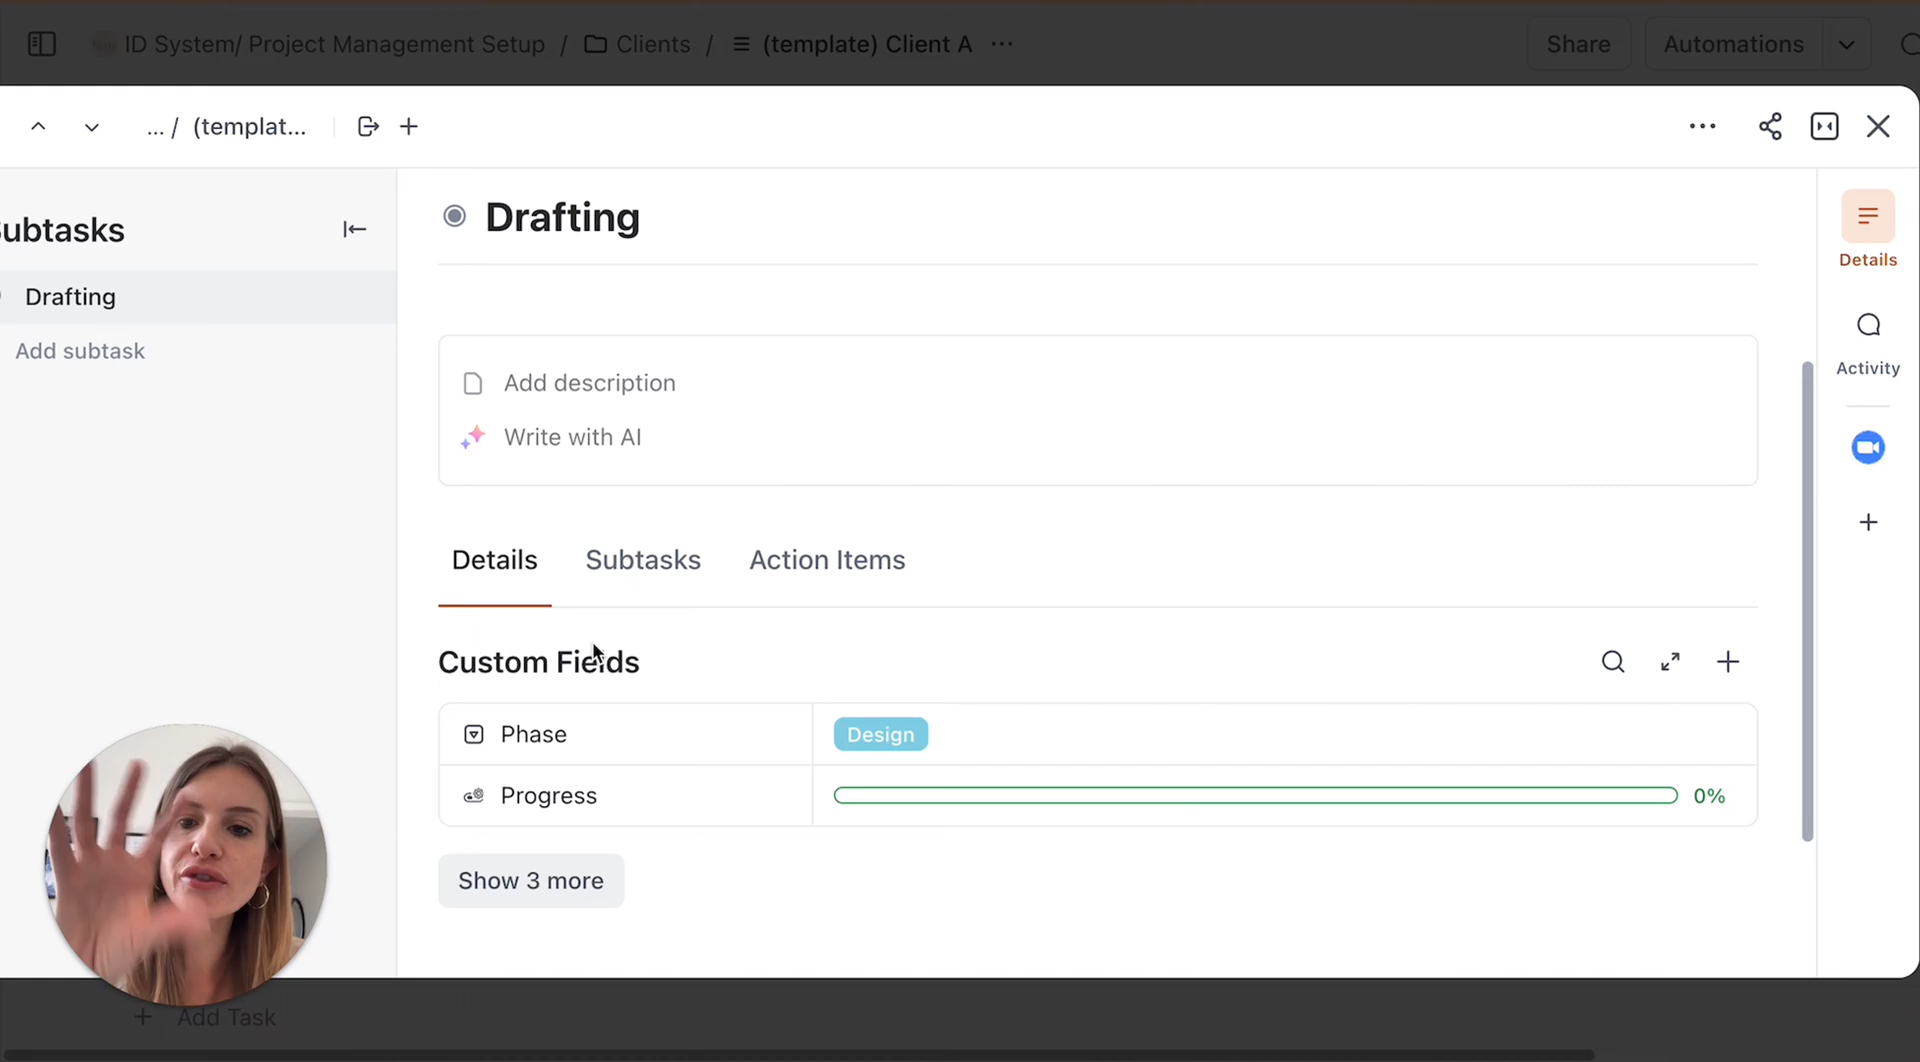 ID System/ Project Management Setup / Clients / (template) Client A ...
Share
Automations
... / (templat...
ubtasks
Drafting
Add subtask
Drafting
Add description
Write with AI
Details Subtasks Action Items
Custom Fields
Phase Design
Progress 0%
Show 3 more
Details
Activity
+ Add Task